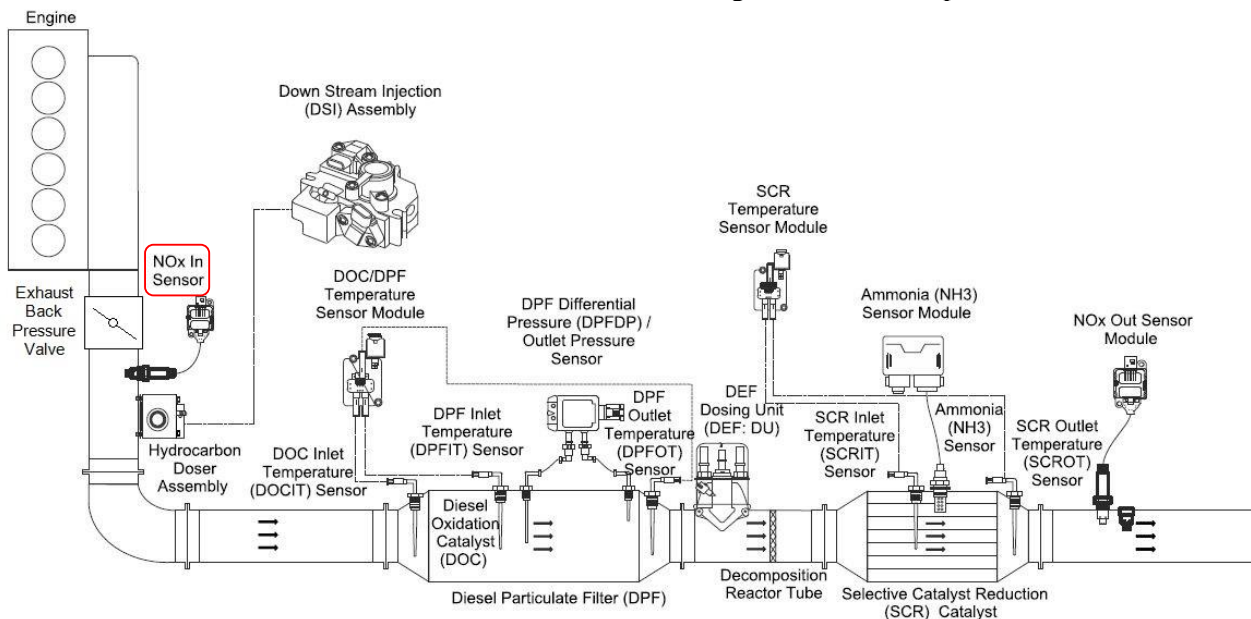 Engine
Down Stream Injection
(DSI) Assembly
NOx In
Sensor
Exhaust
Back
Pressure
Valve
DOC/DPF
Temperature
Sensor Module
DPF Differential
Pressure (DPFDP) /
Outlet Pressure
Sensor
SCR
Temperature
Sensor Module
Ammonia (NH3)
Sensor Module
NOx Out Sensor
Module
Hydrocarbon
Doser
Assembly
DOC Inlet
Temperature
(DOCIT) Sensor
DPF Inlet
Temperature
(DPFIT) Sensor
DPF
Outlet
Temperature
(DPFOT)
Sensor
DEF
Dosing Unit
(DEF: DU)
SCR Inlet
Temperature
(SCRIT)
Sensor
Ammonia
(NH3)
Sensor
SCR Outlet
Temperature
(SCROT)
Sensor
Diesel
Oxidation
Catalyst
(DOC)
Diesel Particulate Filter (DPF)
Decomposition
Reactor Tube
Selective Catalyst Reduction
(SCR) Catalyst